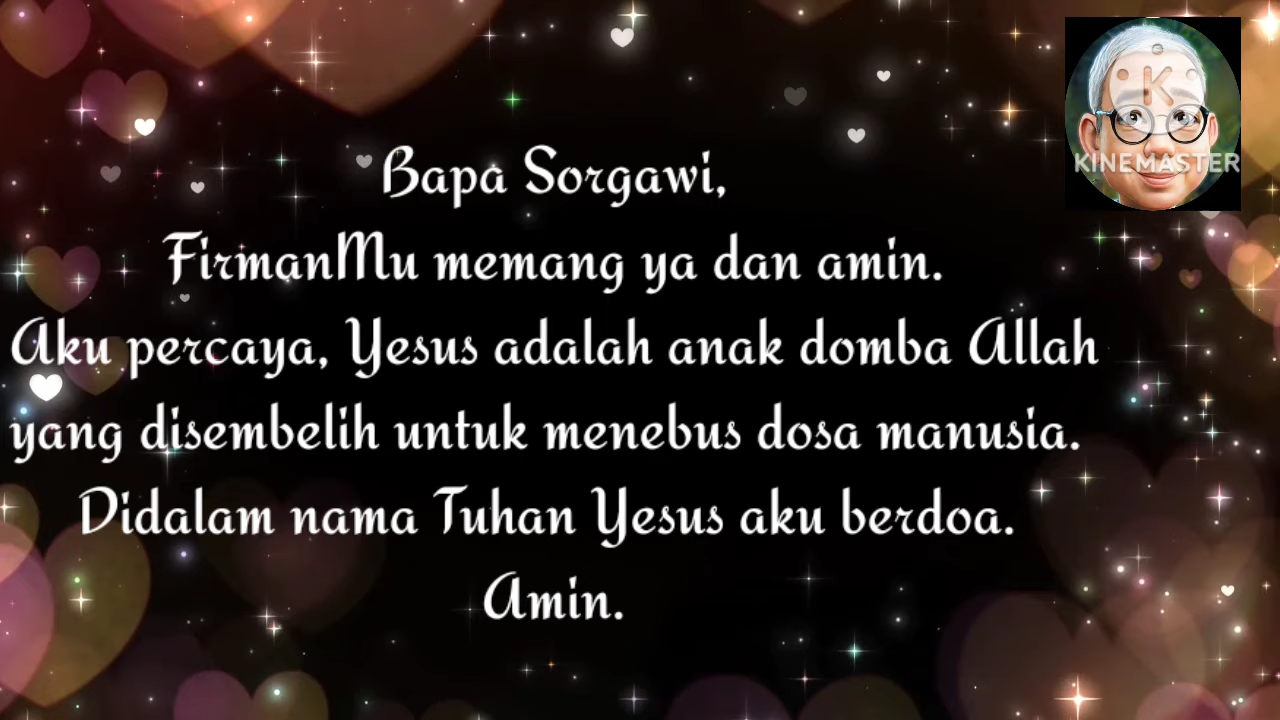 KINEMASTER
Bapa Sorgawi,
FirmanMu memang ya dan amin.
Aku percaya, Yesus adalah anak domba Allah
yang disembelih untuk menebus dosa manusia.
Didalam nama Tuhan Yesus aku berdoa.
Amin.